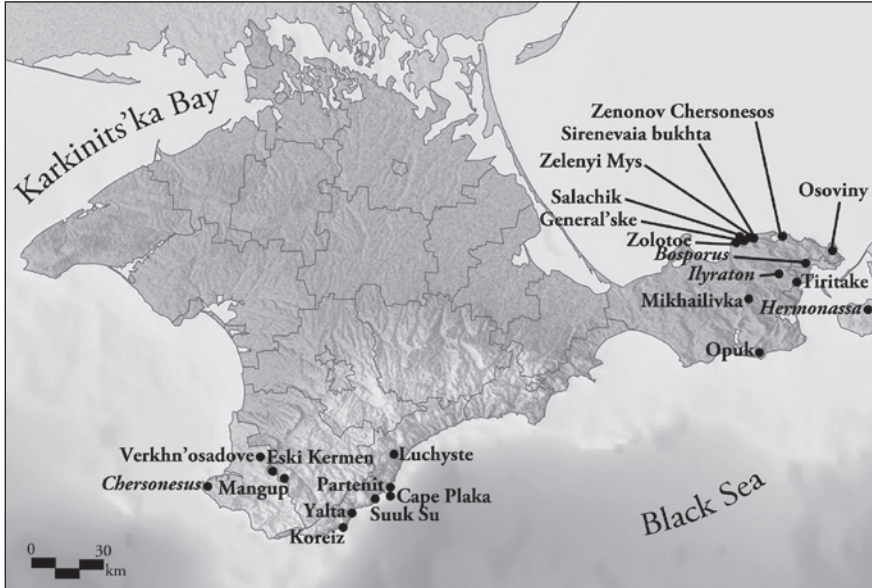 Karkinits'ka Bay
Zenonov Chersonesos
Sirenevaia bukhta
Zelenyi Mys
Osoviny
Salachik
General'ske
Zolotoe
Bosporus
Ilyraton
Tiritake
Mikhailivka
Hermonassa
Opuk
Verkhn'osadove
Eski Kermen
Luchyste
Chersonesus
Mangup
Partenit
Cape Plaka
Suuk Su
Yalta
Koreiz
Black Sea
0 30
km